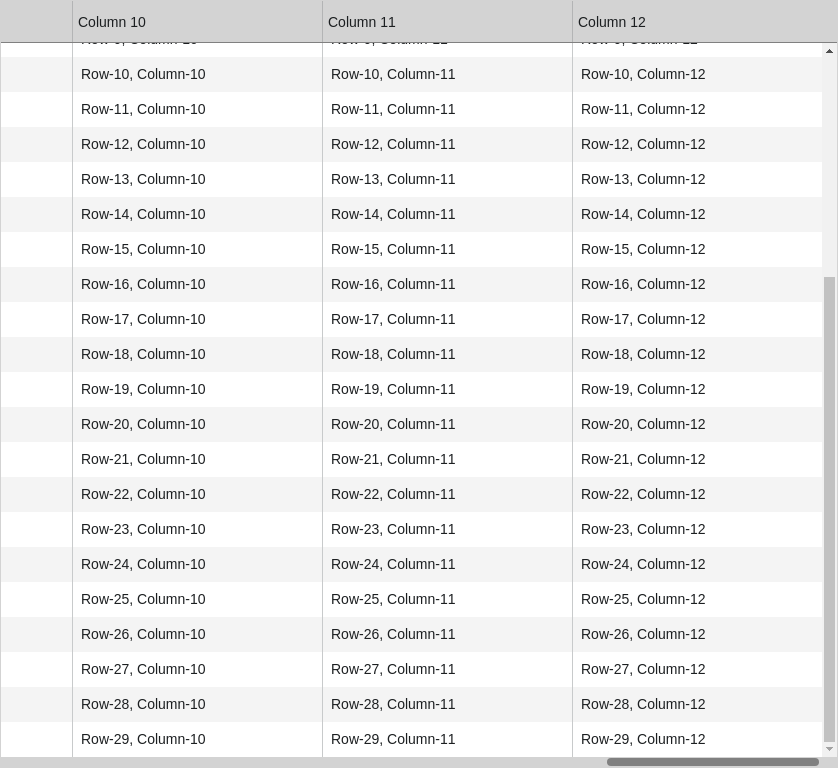 Column 10 Column 11 Column 12
Row-10, Column-10 Row-10, Column-11 Row-10, Column-12
Row-11, Column-10 Row-11, Column-11 Row-11, Column-12
Row-12, Column-10 Row-12, Column-11 Row-12, Column-12
Row-13, Column-10 Row-13, Column-11 Row-13, Column-12
Row-14, Column-10 Row-14, Column-11 Row-14, Column-12
Row-15, Column-10 Row-15, Column-11 Row-15, Column-12
Row-16, Column-10 Row-16, Column-11 Row-16, Column-12
Row-17, Column-10 Row-17, Column-11 Row-17, Column-12
Row-18, Column-10 Row-18, Column-11 Row-18, Column-12
Row-19, Column-10 Row-19, Column-11 Row-19, Column-12
Row-20, Column-10 Row-20, Column-11 Row-20, Column-12
Row-21, Column-10 Row-21, Column-11 Row-21, Column-12
Row-22, Column-10 Row-22, Column-11 Row-22, Column-12
Row-23, Column-10 Row-23, Column-11 Row-23, Column-12
Row-24, Column-10 Row-24, Column-11 Row-24, Column-12
Row-25, Column-10 Row-25, Column-11 Row-25, Column-12
Row-26, Column-10 Row-26, Column-11 Row-26, Column-12
Row-27, Column-10 Row-27, Column-11 Row-27, Column-12
Row-28, Column-10 Row-28, Column-11 Row-28, Column-12
Row-29, Column-10 Row-29, Column-11 Row-29, Column-12